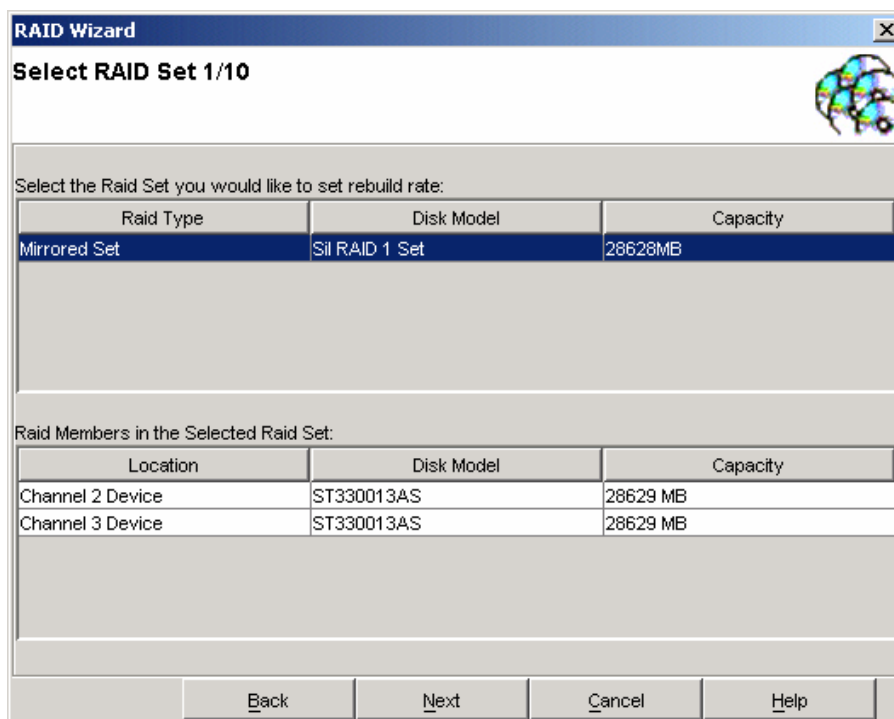 RAID Wizard
Select RAID Set 1/10
Select the Raid Set you would like to set rebuild rate:
Raid Type Disk Model Capacity
Mirrored Set Sil RAID 1 Set 28628MB
Raid Members in the Selected Raid Set:
Location Disk Model Capacity
Channel 2 Device ST330013AS 28629 MB
Channel 3 Device ST330013AS 28629 MB
Back Next Cancel Help